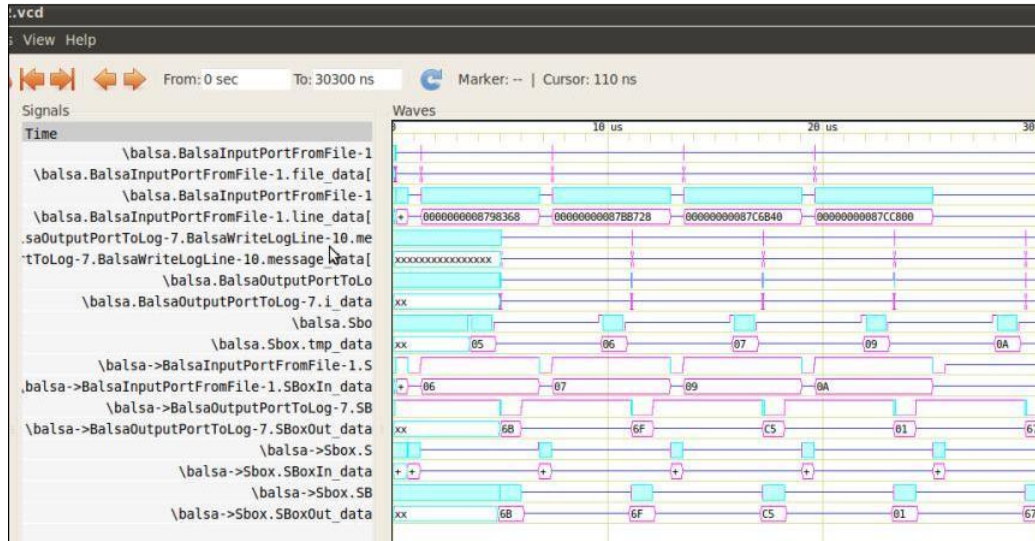 2.vcd
s View Help
From: 0 sec To: 30300 ns Marker: -- | Cursor: 110 ns
Signals Waves
Time 10 us 20 us 30
\balsa.BalsaInputPortFromFile-1
\balsa.BalsaInputPortFromFile-1.file_data[
\balsa.BalsaInputPortFromFile-1
\balsa.BalsaInputPortFromFile-1.line_data[ + 0000000008798368 00000000087BB728 00000000087C6B40 00000000087CC800
.saOutputPortToLog-7.BalsaWriteLogLine-10.me
tToLog-7.BalsaWriteLogLine-10.message_data[ xxxxxxxxxxxxxxxx
\balsa.BalsaOutputPortToLo
\balsa.BalsaOutputPortToLog-7.i_data xx
\balsa.Sbo
\balsa.Sbox.tmp_data xx 05 06 07 09 0A
\balsa->BalsaInputPortFromFile-1.S
\balsa->BalsaInputPortFromFile-1.SBoxIn_data + 06 07 09 0A
\balsa->BalsaOutputPortToLog-7.SB
\balsa->BalsaOutputPortToLog-7.SBoxOut_data xx 6B 6F C5 01 67
\balsa->Sbox.S
\balsa->Sbox.SBoxIn_data + + + + + +
\balsa->Sbox.SB
\balsa->Sbox.SBoxOut_data xx 6B 6F C5 01 67